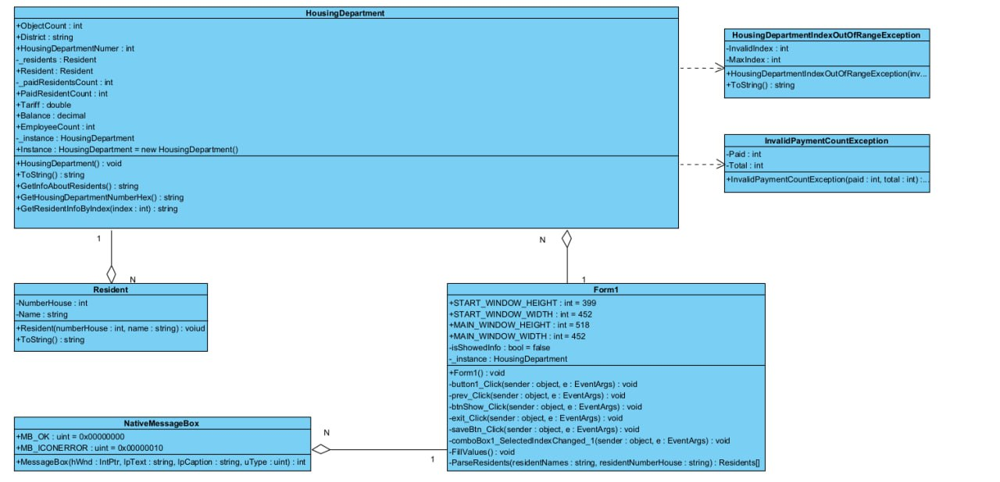 HousingDepartment
+ObjectCount : int
+District : string
+HousingDepartmentNumer : int
-_residents : Resident
+Resident : Resident
-_paidResidentsCount : int
+PaidResidentCount : int
+Tariff : double
+Balance : decimal
+EmployeeCount : int
-_instance : HousingDepartment
+Instance : HousingDepartment = new HousingDepartment()
+HousingDepartment() : void
+ToString() : string
+GetInfoAboutResidents() : string
+GetHousingDepartmentNumberHex() : string
+GetResidentInfoByIndex(index : int) : string
HousingDepartmentIndexOutOfRangeException
-InvalidIndex : int
-MaxIndex : int
+HousingDepartmentIndexOutOfRangeException(inv...
+ToString() : string
InvalidPaymentCountException
-Paid : int
-Total : int
+InvalidPaymentCountException(paid : int, total : int) :...
1
N
N
1
Resident
-NumberHouse : int
-Name : string
+Resident(numberHouse : int, name : string) : voiud
+ToString() : string
Form1
+START_WINDOW_HEIGHT : int = 399
+START_WINDOW_WIDTH : int = 452
+MAIN_WINDOW_HEIGHT : int = 518
+MAIN_WINDOW_WIDTH : int = 452
-isShowedInfo : bool = false
-_instance : HousingDepartment
+Form1() : void
-button1_Click(sender : object, e : EventArgs) : void
-prev_Click(sender : object, e : EventArgs) : void
-btnShow_Click(sender : object, e : EventArgs) : void
-exit_Click(sender : object, e : EventArgs) : void
-saveBtn_Click(sender : object, e : EventArgs) : void
-comboBox1_SelectedIndexChanged_1(sender : object, e : EventArgs) : void
-FillValues() : void
-ParseResidents(residentNames : string, residentNumberHouse : string) : Residents[]
NativeMessageBox
+MB_OK : uint = 0x00000000
+MB_ICONERROR : uint = 0x00000010
+MessageBox(hWnd : IntPtr, lpText : string, lpCaption : string, uType : uint) : int
N
1